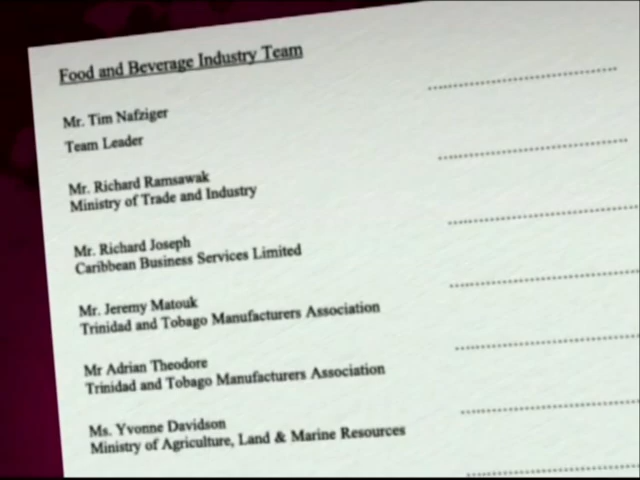 Food and Beverage Industry Team
Mr. Tim Nafziger
Team Leader
Mr. Richard Ramsawak
Ministry of Trade and Industry
Mr. Richard Joseph
Caribbean Business Services Limited
Mr. Jeremy Matouk
Trinidad and Tobago Manufacturers Association
Mr Adrian Theodore
Trinidad and Tobago Manufacturers Association
Ms. Yvonne Davidson
Ministry of Agriculture, Land & Marine Resources